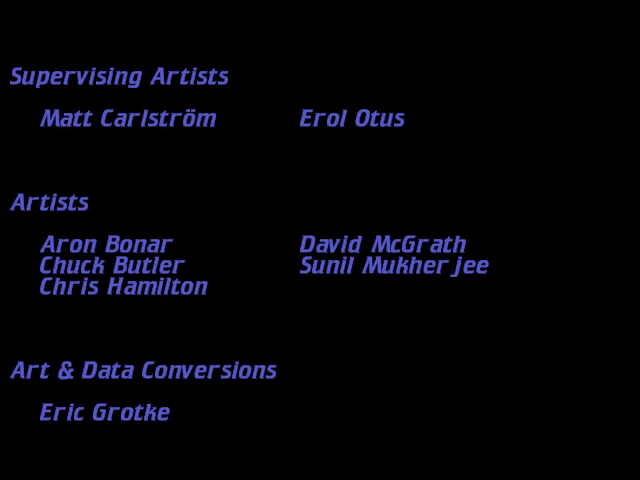 Supervising Artists
Matt Carlström Erol Otus
Artists
Aron Bonar David McGrath
Chuck Butler Sunil Mukherjee
Chris Hamilton
Art & Data Conversions
Eric Grotke